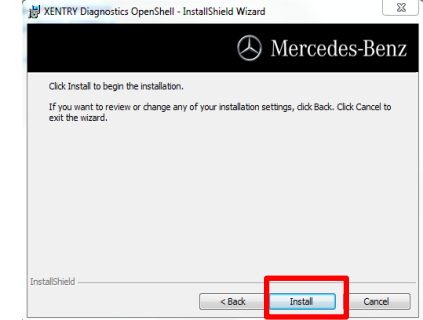 XENTRY Diagnostics OpenShell - InstallShield Wizard
Mercedes-Benz
Click Install to begin the installation.
If you want to review or change any of your installation settings, click Back. Click Cancel to
exit the wizard.
InstallShield
< Back Install Cancel